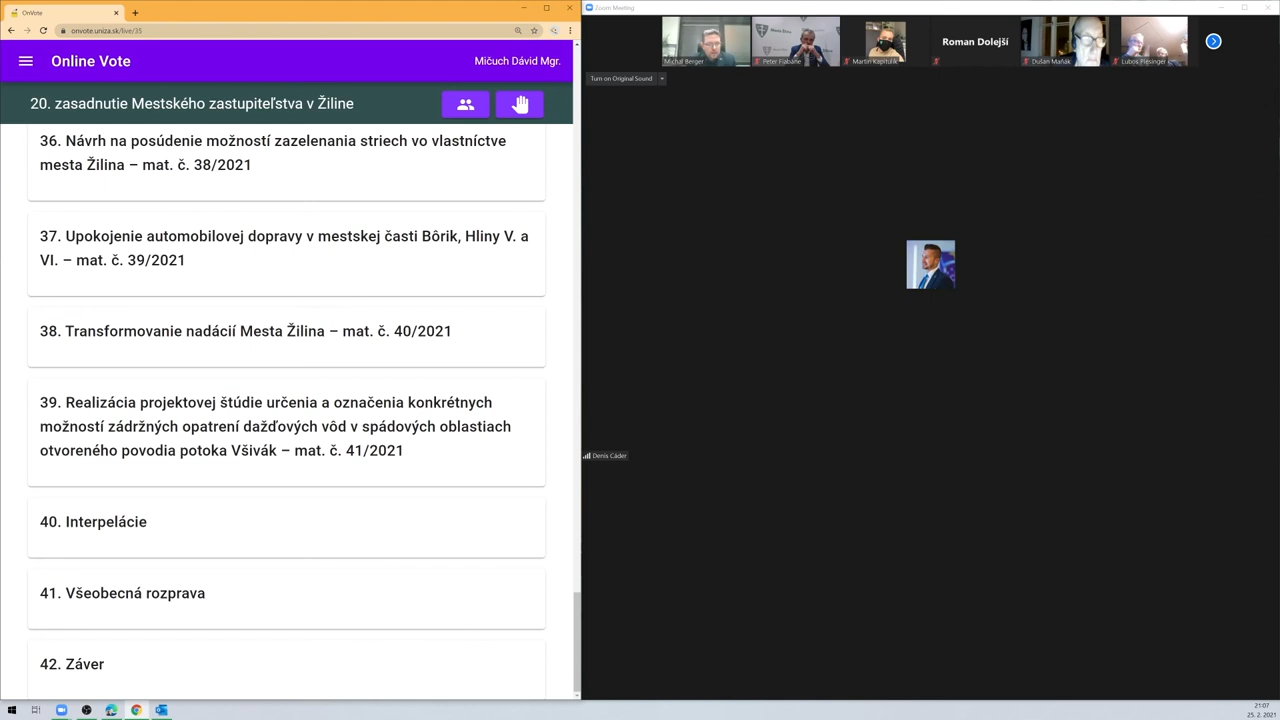 OnVote
onvote.uniza.sk/live/35
Online Vote
Mičuch Dávid Mgr.
20. zasadnutie Mestského zastupiteľstva v Žiline
36. Návrh na posúdenie možností zazelenania striech vo vlastníctve
mesta Žilina – mat. č. 38/2021
37. Upokojenie automobilovej dopravy v mestskej časti Bôrik, Hliny V. a
VI. – mat. č. 39/2021
38. Transformovanie nadácií Mesta Žilina – mat. č. 40/2021
39. Realizácia projektovej štúdie určenia a označenia konkrétnych
možností zádržných opatrení dažďových vôd v spádových oblastiach
otvoreného povodia potoka Všivák – mat. č. 41/2021
40. Interpelácie
41. Všeobecná rozprava
42. Záver
Zoom Meeting
Michal Berger
Peter Fiabáne
Martin Kapitulík
Roman Dolejší
Dušan Maňák
Lubos Plesinger
Turn on Original Sound
Denis Cáder
21:07
25. 2. 2021